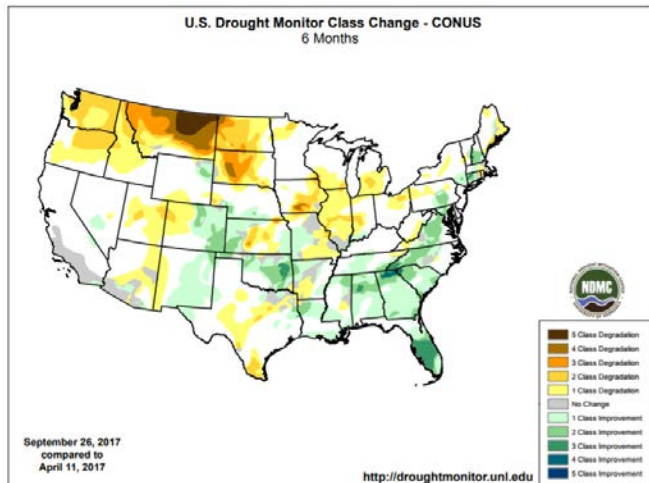 U.S. Drought Monitor Class Change - CONUS
6 Months
NDMC
5 Class Degradation
4 Class Degradation
3 Class Degradation
2 Class Degradation
1 Class Degradation
No Change
1 Class Improvement
2 Class Improvement
3 Class Improvement
4 Class Improvement
5 Class Improvement
September 26, 2017
compared to
April 11, 2017
http://droughtmonitor.unl.edu